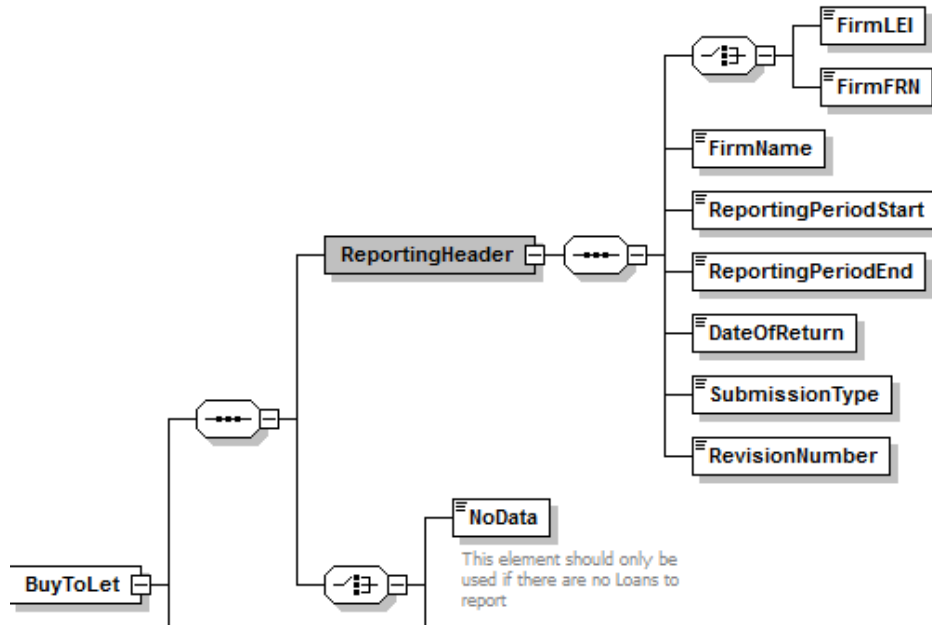 FirmLEI
FirmFRN
FirmName
ReportingPeriodStart
ReportingHeader
ReportingPeriodEnd
DateOfReturn
SubmissionType
RevisionNumber
NoData
This element should only be
used if there are no Loans to
report
BuyToLet